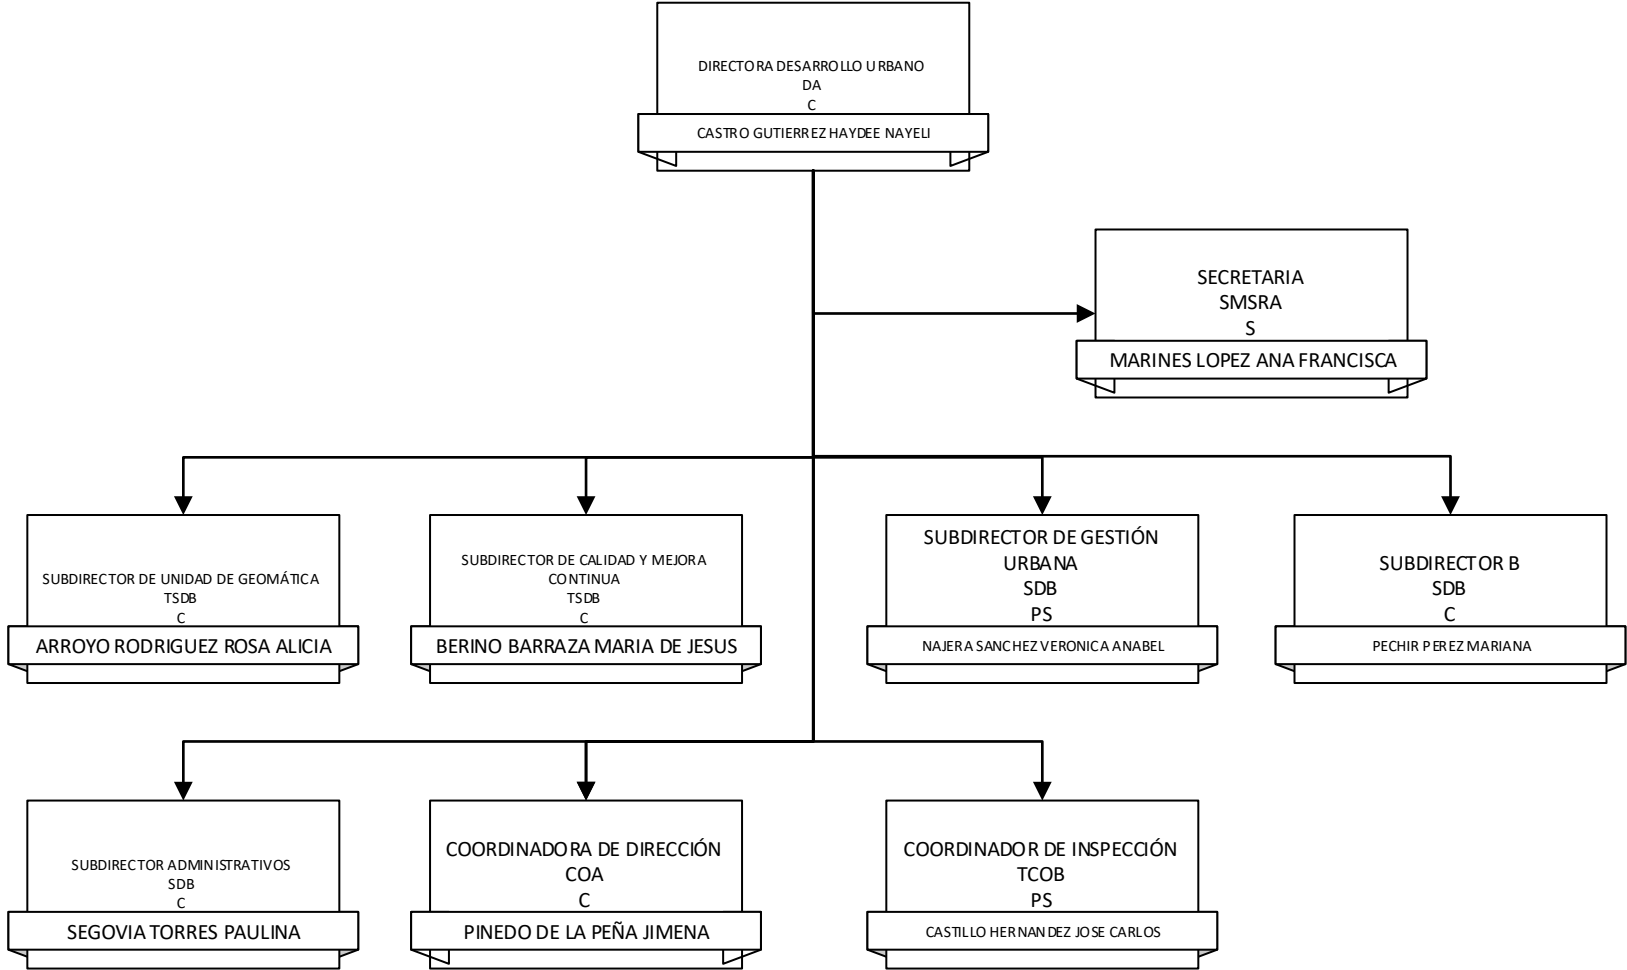 DIRECTORA DESARROLLO URBANO
DA
C
CASTRO GUTIERREZ HAYDEE NAYELI
SECRETARIA
SMSRA
S
MARINES LOPEZ ANA FRANCISCA
SUBDIRECTOR DE UNIDAD DE GEOMÁTICA
TSDB
C
ARROYO RODRIGUEZ ROSA ALICIA
SUBDIRECTOR DE CALIDAD Y MEJORA
CONTINUA
TSDB
C
BERINO BARRAZA MARIA DE JESUS
SUBDIRECTOR DE GESTIÓN
URBANA
SDB
PS
NAJERA SANCHEZ VERONICA ANABEL
SUBDIRECTOR B
SDB
C
PECHIR PEREZ MARIANA
SUBDIRECTOR ADMINISTRATIVOS
SDB
C
SEGOVIA TORRES PAULINA
COORDINADORA DE DIRECCIÓN
COA
C
PINEDO DE LA PEÑA JIMENA
COORDINADOR DE INSPECCIÓN
TCOB
PS
CASTILLO HERNANDEZ JOSE CARLOS